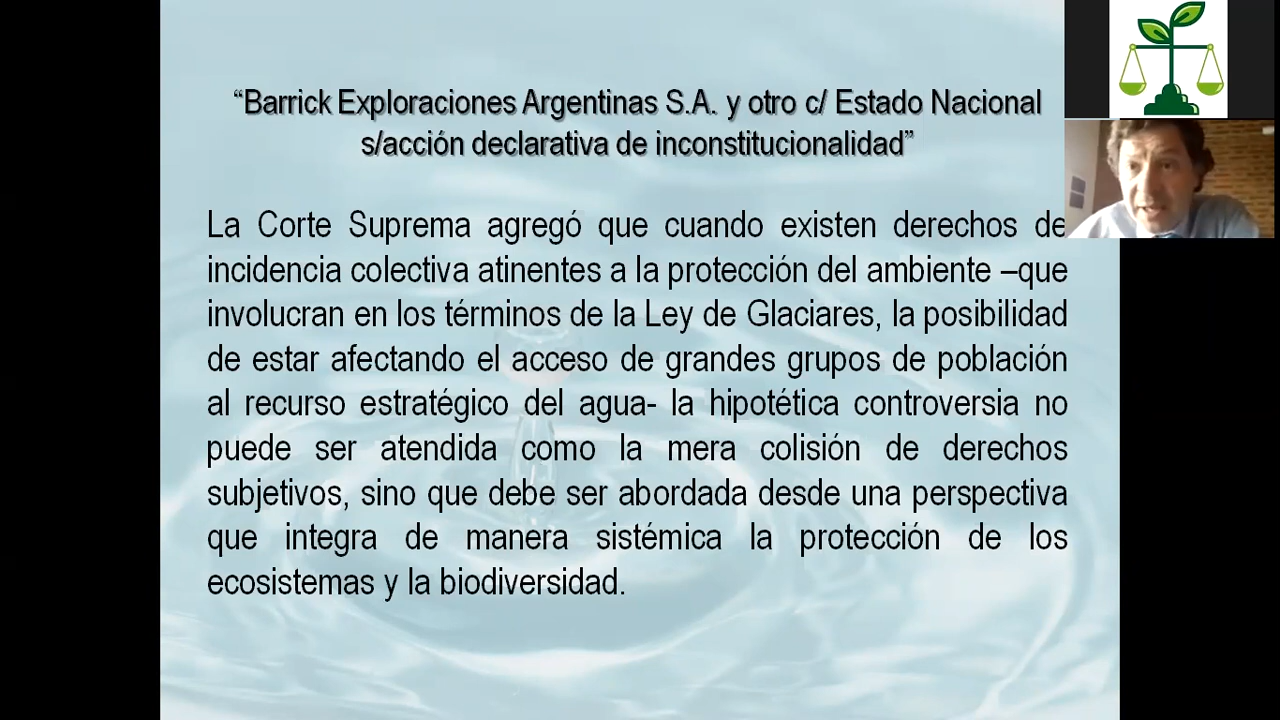 “Barrick Exploraciones Argentinas S.A. y otro c/ Estado Nacional
s/acción declarativa de inconstitucionalidad”
La Corte Suprema agregó que cuando existen derechos de
incidencia colectiva atinentes a la protección del ambiente –que
involucran en los términos de la Ley de Glaciares, la posibilidad
de estar afectando el acceso de grandes grupos de población
al recurso estratégico del agua- la hipotética controversia no
puede ser atendida como la mera colisión de derechos
subjetivos, sino que debe ser abordada desde una perspectiva
que integra de manera sistémica la protección de los
ecosistemas y la biodiversidad.